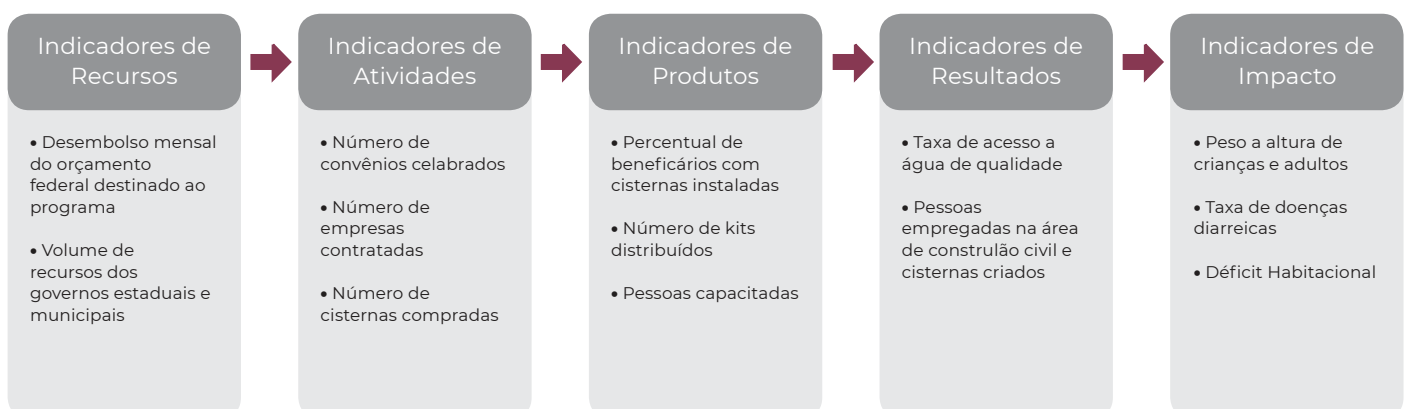 Indicadores de
Recursos
• Desembolso mensal
do orçamento
federal destinado ao
programa
• Volume de
recursos dos
governos estaduais e
municipais
Indicadores de
Atividades
• Número de
convênios celabrados
• Número de
empresas
contratadas
• Número de
cisternas compradas
Indicadores de
Produtos
• Percentual de
beneficários com
cisternas instaladas
• Número de kits
distribuídos
• Pessoas capacitadas
Indicadores de
Resultados
• Taxa de acesso a
água de qualidade
• Pessoas
empregadas na área
de construlão civil e
cisternas criados
Indicadores de
Impacto
• Peso a altura de
crianças e adultos
• Taxa de doenças
diarreicas
• Déficit Habitacional